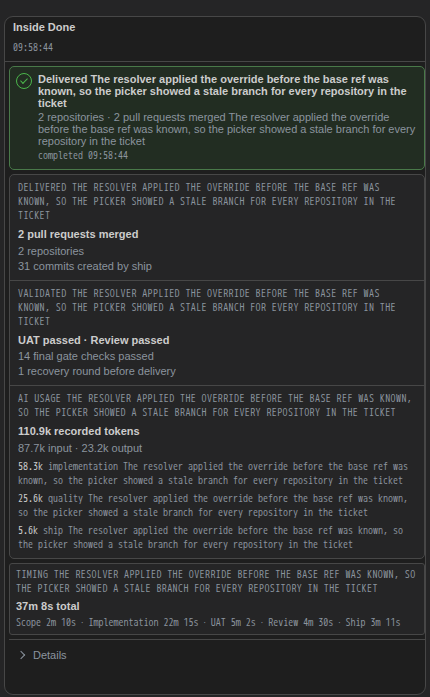 Inside Done
09:58:44
Delivered The resolver applied the override before the base ref was
known, so the picker showed a stale branch for every repository in the
ticket
2 repositories · 2 pull requests merged The resolver applied the override
before the base ref was known, so the picker showed a stale branch for every
repository in the ticket
completed 09:58:44
DELIVERED THE RESOLVER APPLIED THE OVERRIDE BEFORE THE BASE REF WAS
KNOWN, SO THE PICKER SHOWED A STALE BRANCH FOR EVERY REPOSITORY IN THE
TICKET
2 pull requests merged
2 repositories
31 commits created by ship
VALIDATED THE RESOLVER APPLIED THE OVERRIDE BEFORE THE BASE REF WAS
KNOWN, SO THE PICKER SHOWED A STALE BRANCH FOR EVERY REPOSITORY IN THE
TICKET
UAT passed · Review passed
14 final gate checks passed
1 recovery round before delivery
AI USAGE THE RESOLVER APPLIED THE OVERRIDE BEFORE THE BASE REF WAS KNOWN,
SO THE PICKER SHOWED A STALE BRANCH FOR EVERY REPOSITORY IN THE TICKET
110.9k recorded tokens
87.7k input · 23.2k output
58.3k implementation The resolver applied the override before the base ref was
known, so the picker showed a stale branch for every repository in the ticket
25.6k quality The resolver applied the override before the base ref was known,
so the picker showed a stale branch for every repository in the ticket
5.6k ship The resolver applied the override before the base ref was known, so
the picker showed a stale branch for every repository in the ticket
TIMING THE RESOLVER APPLIED THE OVERRIDE BEFORE THE BASE REF WAS KNOWN, SO
THE PICKER SHOWED A STALE BRANCH FOR EVERY REPOSITORY IN THE TICKET
37m 8s total
Scope 2m 10s · Implementation 22m 15s · UAT 5m 2s · Review 4m 30s · Ship 3m 11s
Details